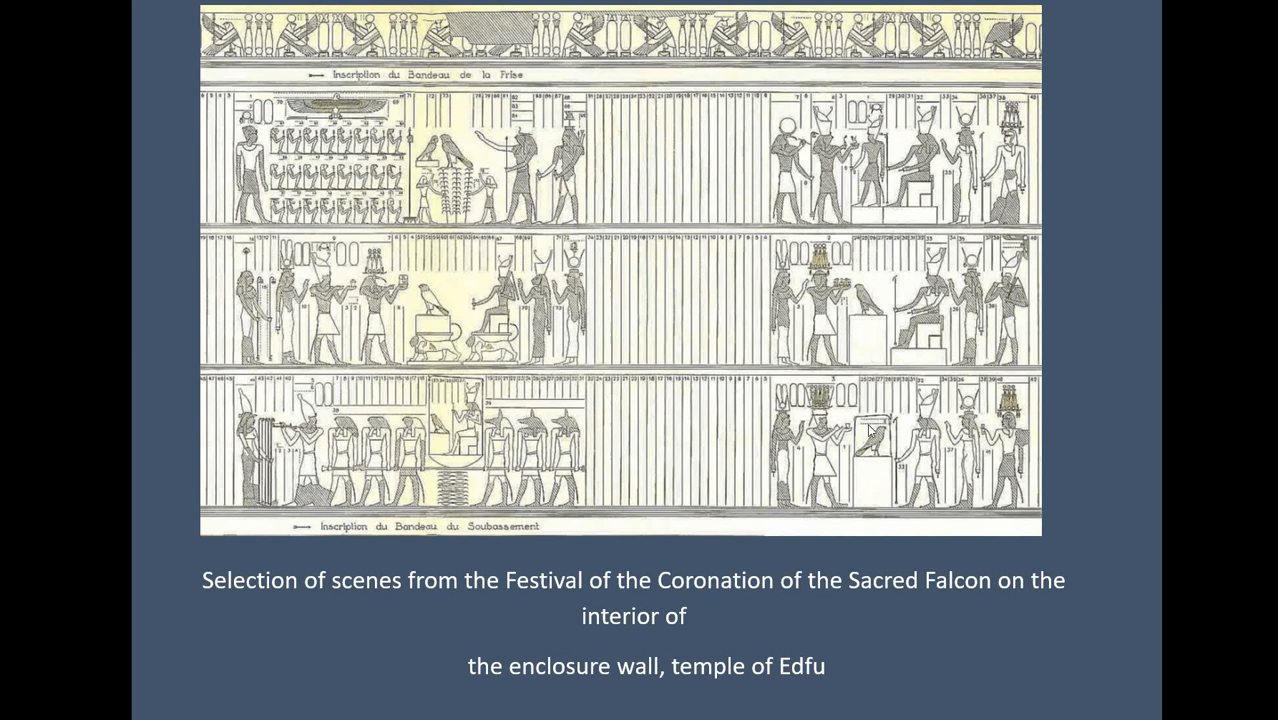 Inscription du Bandeau de la Frise
Inscription du Bandeau du Soubassement
Selection of scenes from the Festival of the Coronation of the Sacred Falcon on the
interior of
the enclosure wall, temple of Edfu